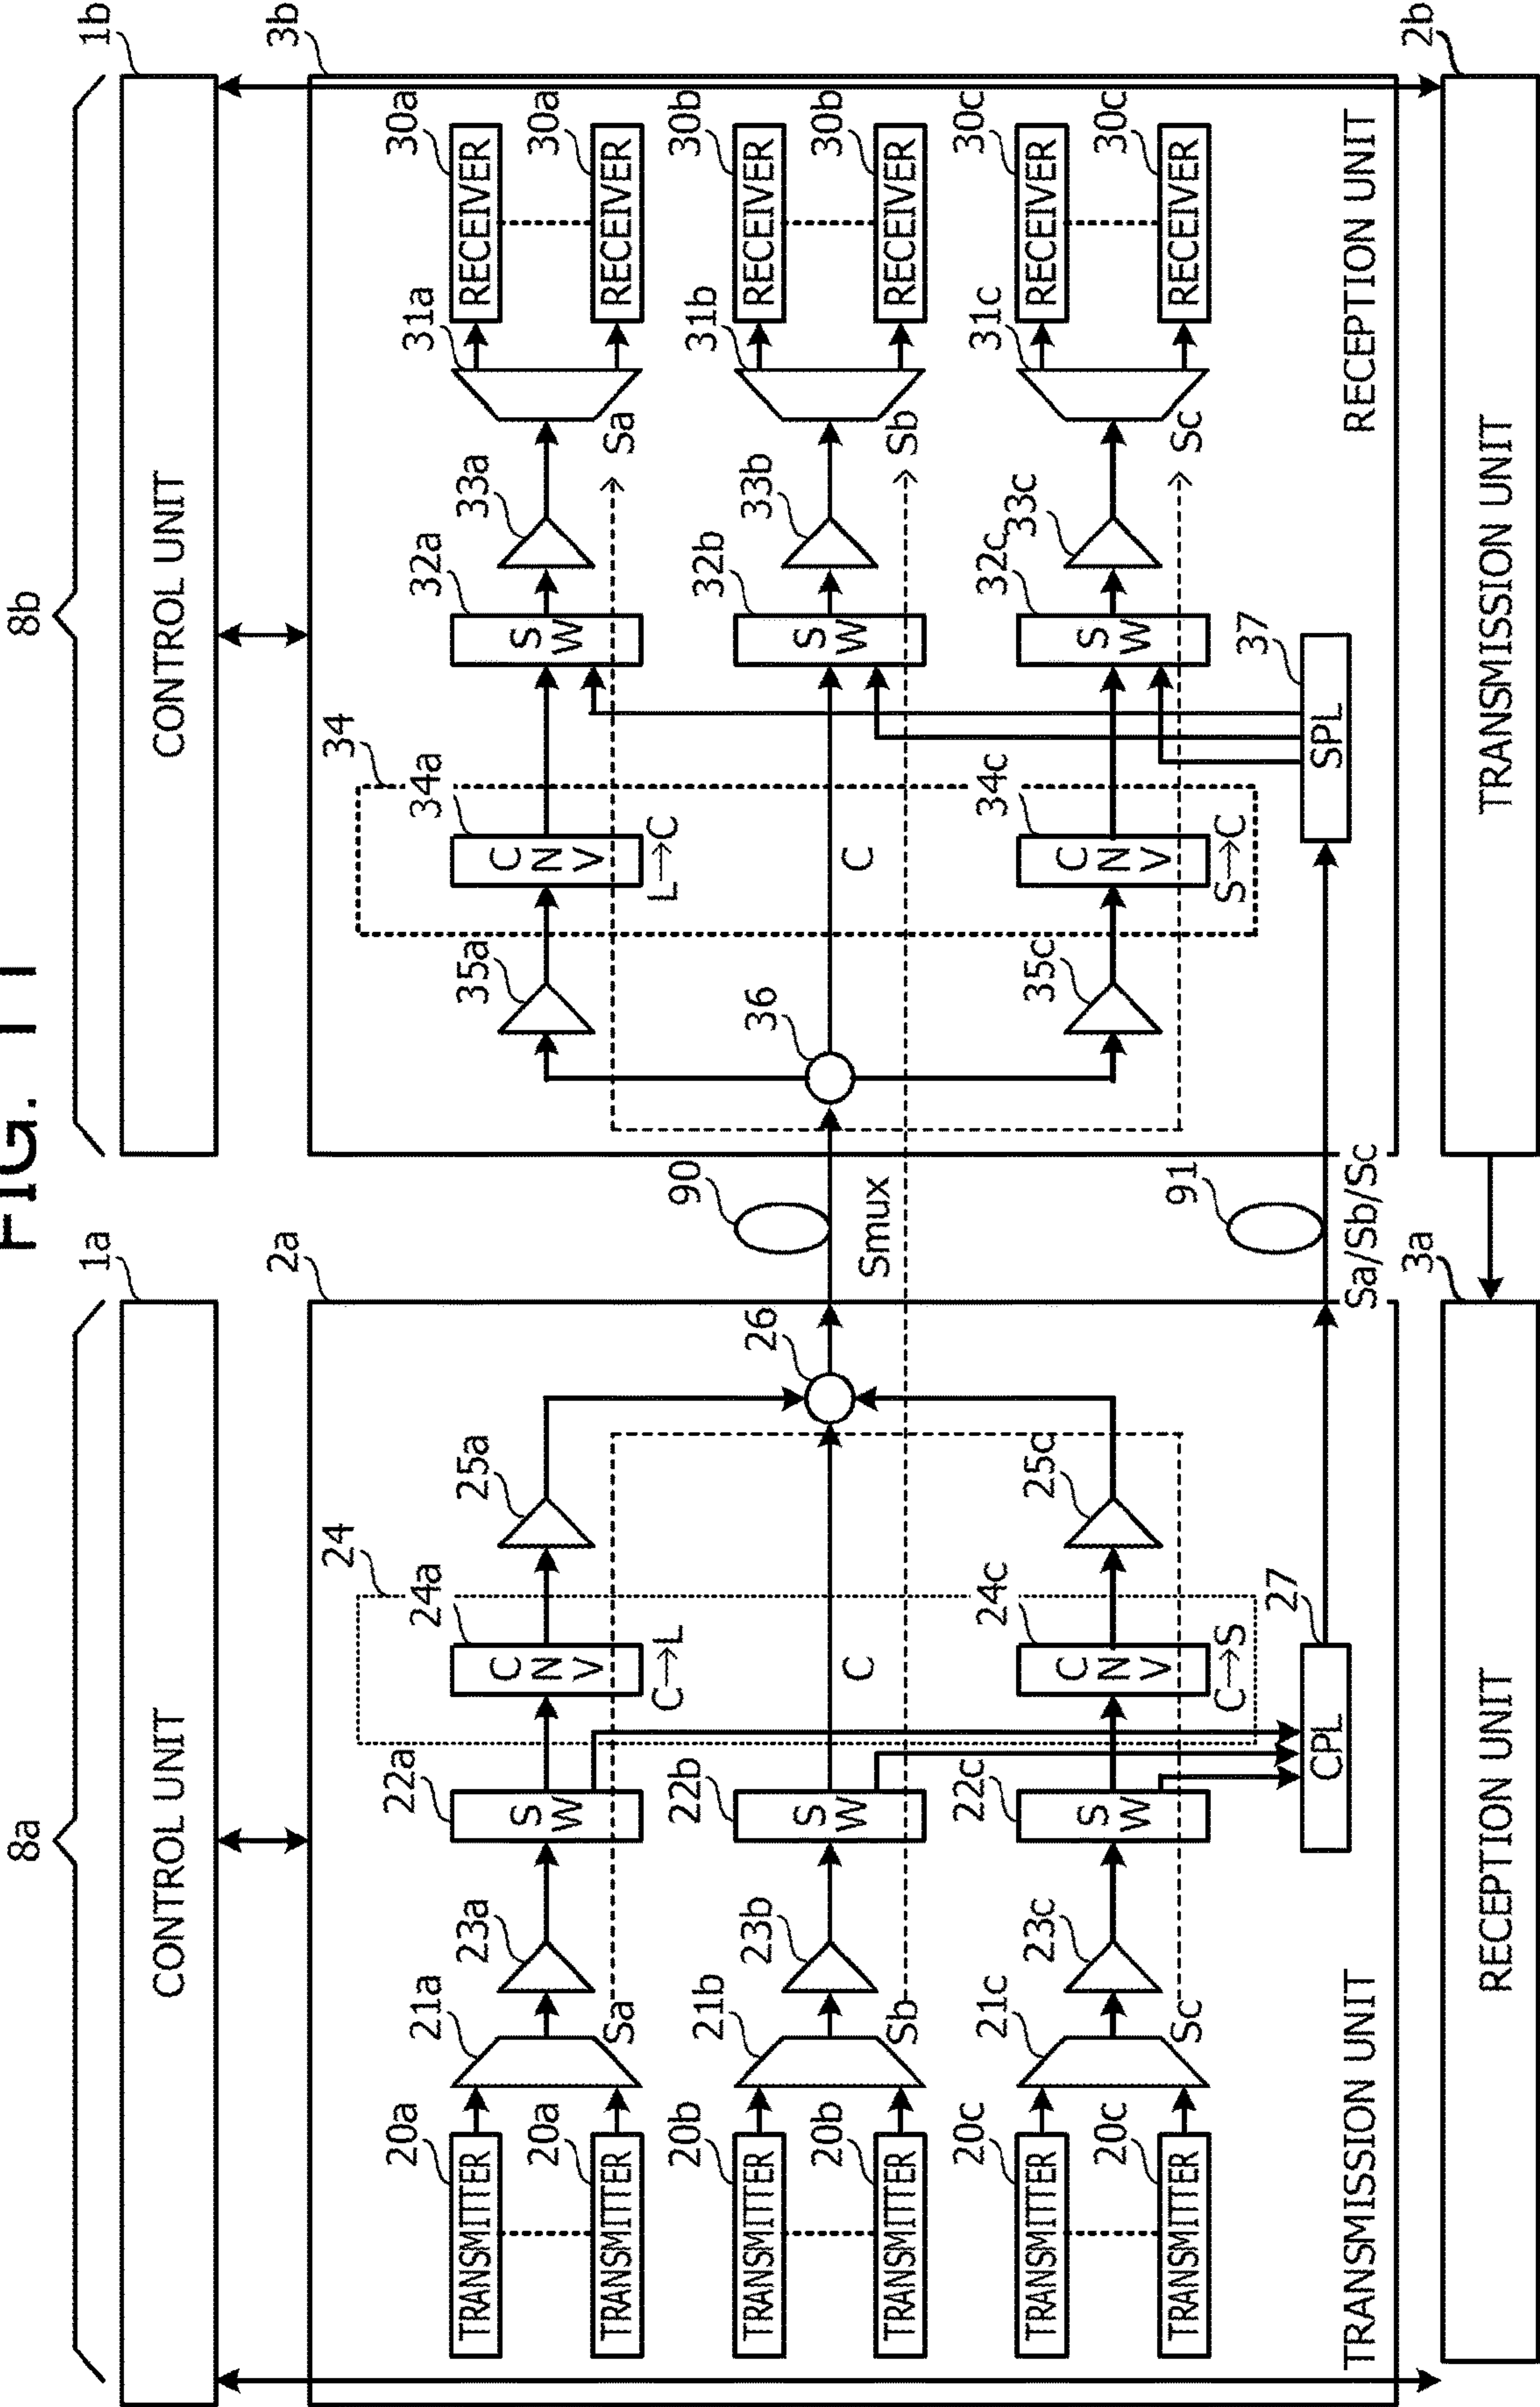 FIG. 11
8a
8b
1a
1b
CONTROL UNIT
CONTROL UNIT
2a
3b
24
34
20a
21a
23a
22a
24a
25a
35a
34a
32a
33a
31a
30a
TRANSMITTER
SW
CNV
CNV
SW
RECEIVER
20a
30a
TRANSMITTER
Sa
C→L
L→C
Sa
RECEIVER
26
90
36
20b
21b
23b
22b
32b
33b
31b
30b
TRANSMITTER
SW
SW
RECEIVER
20b
C
Smux
C
30b
TRANSMITTER
Sb
Sb
RECEIVER
20c
21c
23c
22c
24c
25c
35c
34c
32c
33c
31c
30c
TRANSMITTER
SW
CNV
CNV
SW
RECEIVER
20c
30c
TRANSMITTER
Sc
C→S
91
S→C
Sc
RECEIVER
27
37
CPL
SPL
TRANSMISSION UNIT
Sa/Sb/Sc
RECEPTION UNIT
3a
2b
RECEPTION UNIT
TRANSMISSION UNIT